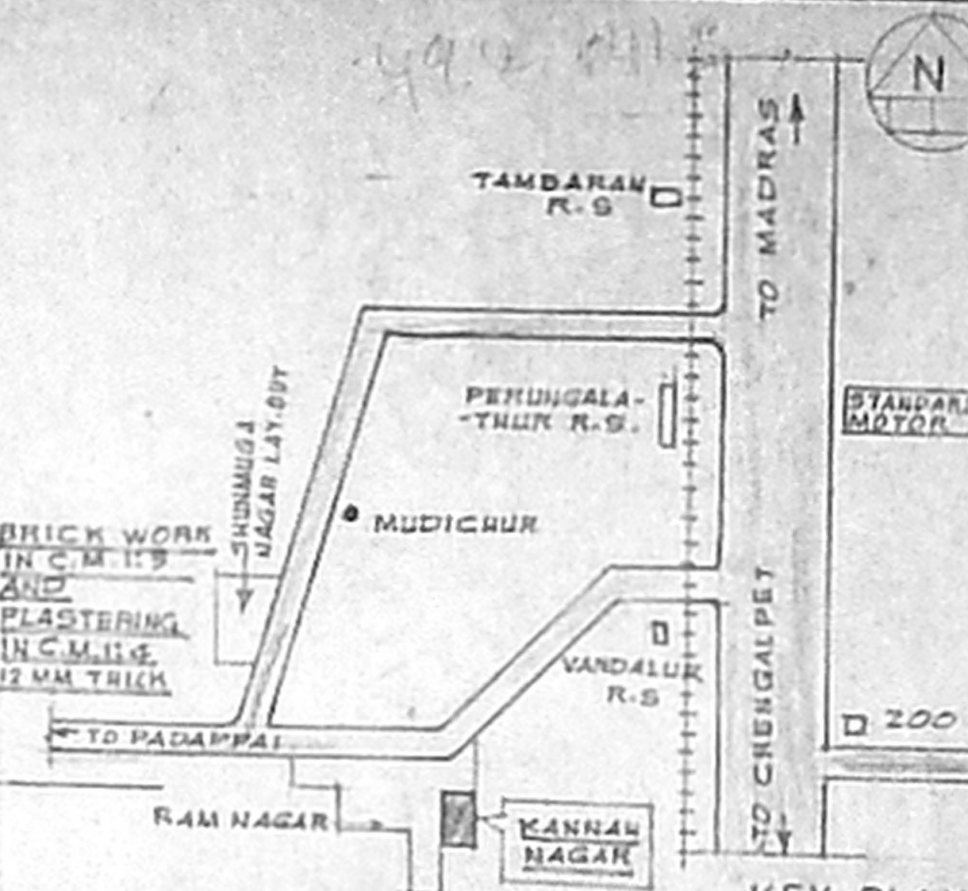 N
TAMBARAM
R.S
TO MADRAS
PERUNGALA-
-THUR R.S.
STANDARD
MOTOR
SHUNMUGA
NAGAR LAY-OUT
MUDICHUR
BRICK WORK
IN C.M. 1:5
AND
PLASTERING
IN C.M. 1:4
12 MM THICK
VANDALUR
R.S
TO CHENGALPET
200
TO PADAPPAI
RAM NAGAR
KANNAN
NAGAR
KEY